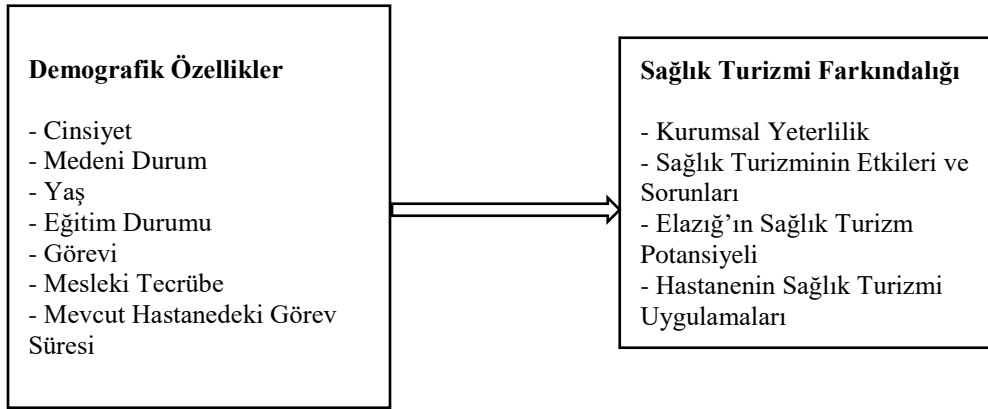 Demografik Özellikler
- Cinsiyet
- Medeni Durum
- Yaş
- Eğitim Durumu
- Görevi
- Mesleki Tecrübe
- Mevcut Hastanedeki Görev
Süresi
Sağlık Turizmi Farkındalığı
- Kurumsal Yeterlilik
- Sağlık Turizminin Etkileri ve
Sorunları
- Elazığ’ın Sağlık Turizm
Potansiyeli
- Hastanenin Sağlık Turizmi
Uygulamaları